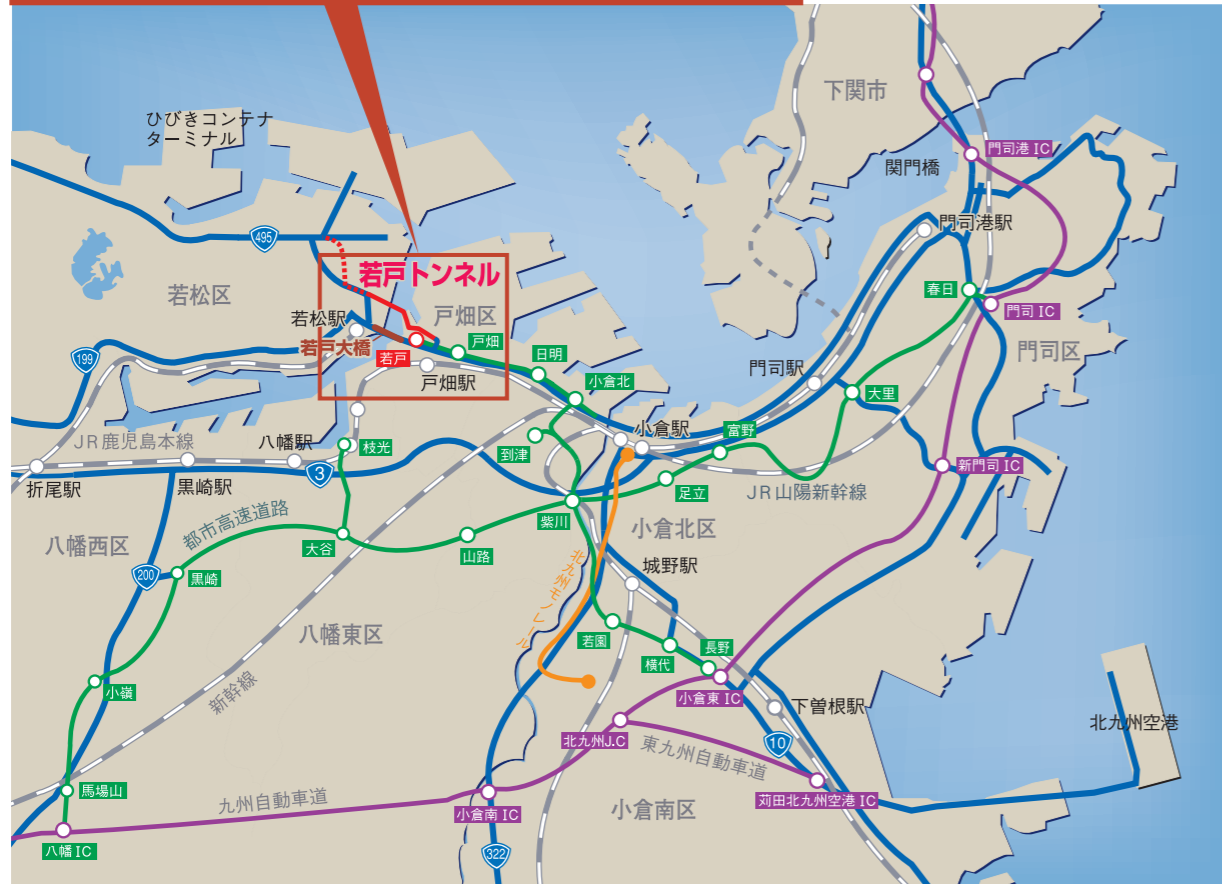 下関市
ひびきコンテナ
ターミナル
関門橋
門司港 IC
門司港駅
495
若戸トンネル
若松区
春日
門司 IC
戸畑区
若松駅
戸畑
若戸大橋
若戸
199
日明
戸畑駅
門司駅
門司区
小倉北
大里
小倉駅
富野
JR鹿児島本線
八幡駅
枝光
到津
3
新門司 IC
折尾駅
黒崎駅
足立
JR山陽新幹線
紫川
都市高速道路
小倉北区
大谷
山路
八幡西区
200
黒崎
北九州モノレール
城野駅
八幡東区
若園
横代
長野
小嶺
新幹線
小倉東 IC
下曽根駅
北九州空港
北九州J.C
10
東九州自動車道
馬場山
九州自動車道
小倉南 IC
小倉南区
苅田北九州空港 IC
八幡 IC
322